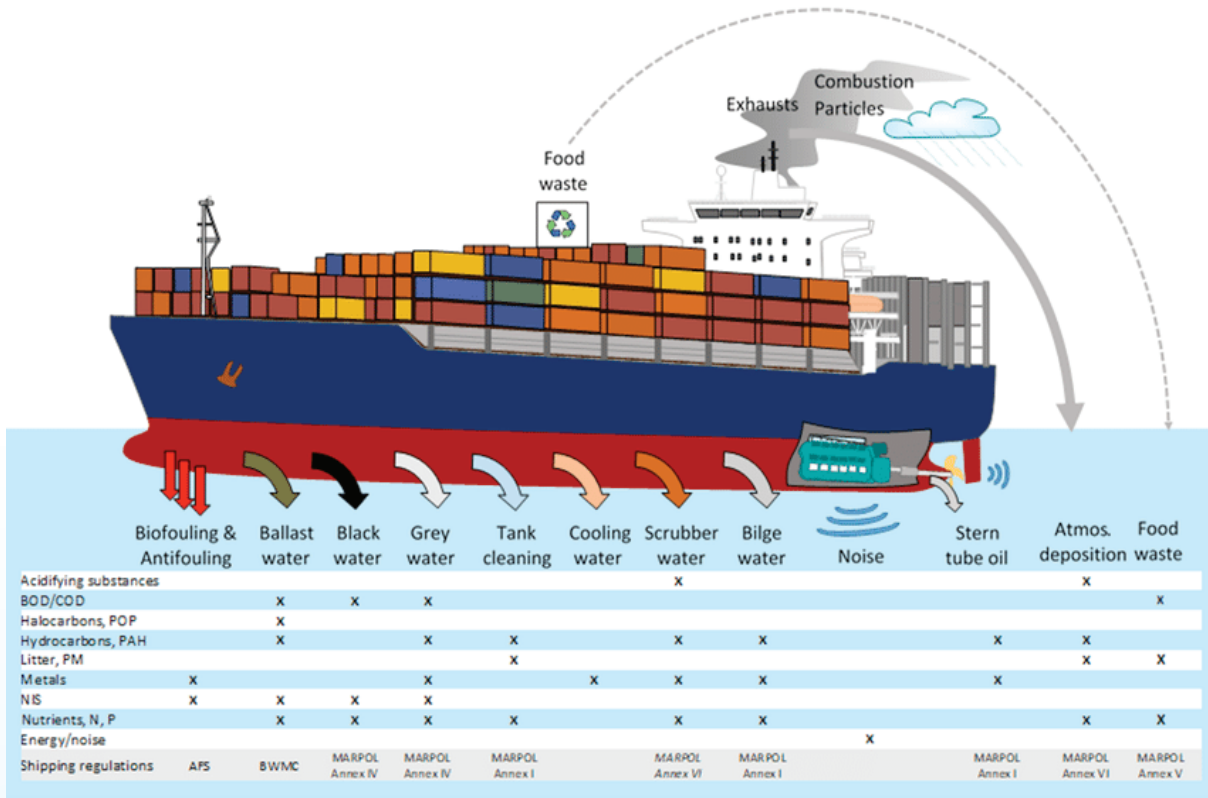 Combustion
Exhausts Particles
Food
waste
Biofouling & Ballast Black Grey Tank Cooling Scrubber Bilge Stern Atmos. Food
Antifouling water water water cleaning water water water Noise tube oil deposition waste
Acidifying substances x x
BOD/COD x x x x
Halocarbons, POP x
Hydrocarbons, PAH x x x x x x x
Litter, PM x x x
Metals x x x x x x
NIS x x x x
Nutrients, N, P x x x x x x x x
Energy/noise x
Shipping regulations AFS BWMC MARPOL MARPOL MARPOL MARPOL MARPOL MARPOL MARPOL MARPOL
Annex IV Annex IV Annex I Annex VI Annex I Annex I Annex VI Annex V